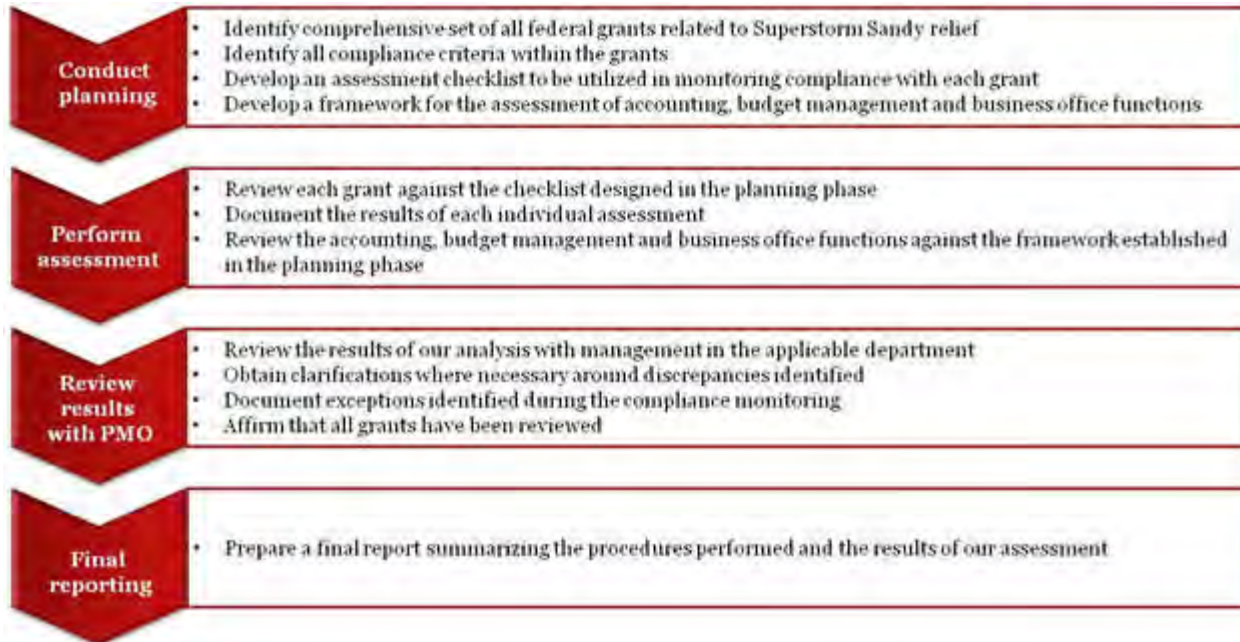 Conduct
planning
• Identify comprehensive set of all federal grants related to Superstorm Sandy relief
• Identify all compliance criteria within the grants
• Develop an assessment checklist to be utilized in monitoring compliance with each grant
• Develop a framework for the assessment of accounting, budget management and business office functions
Perform
assessment
• Review each grant against the checklist designed in the planning phase
• Document the results of each individual assessment
• Review the accounting, budget management and business office functions against the framework established
in the planning phase
Review
results
with PMO
• Review the results of our analysis with management in the applicable department
• Obtain clarifications where necessary around discrepancies identified
• Document exceptions identified during the compliance monitoring
• Affirm that all grants have been reviewed
Final
reporting
• Prepare a final report summarizing the procedures performed and the results of our assessment